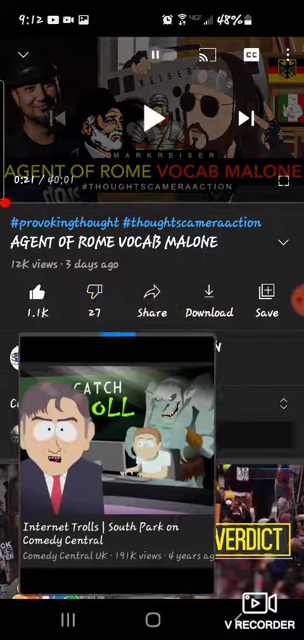 9:12
48%
CC
KEISER
MARKREISER
AGENT OF ROME VOCAB MALONE
#THOUGHTSCAMERAACTION
0:21 / 40:01
#provokingthought #thoughtscameraaction
AGENT OF ROME VOCAB MALONE
12K views · 3 days ago
1.1K
27
Share
Download
Save
CATCH
Internet Trolls | South Park on
Comedy Central
Comedy Central UK · 191K views · 4 years ag
VERDICT
V RECORDER